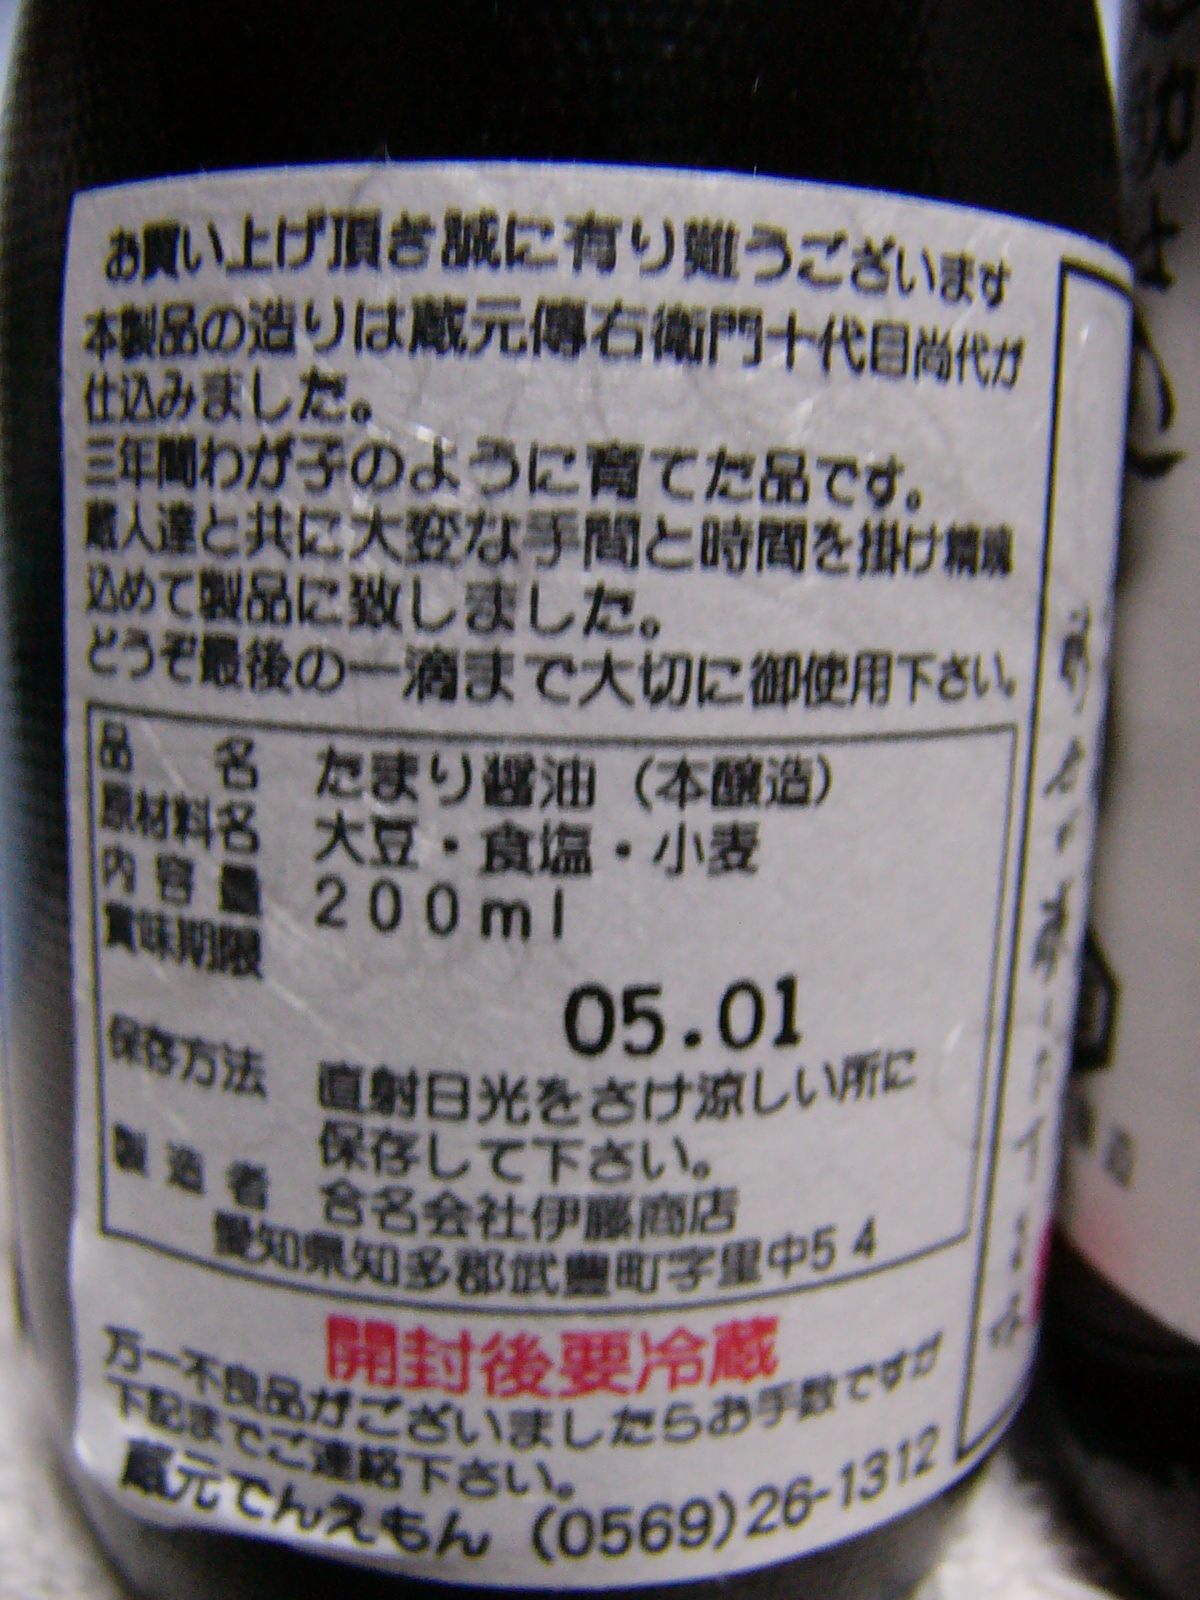 お買い上げ頂き誠に有り難うございます
本製品の造りは蔵元傳右衛門十代目尚代が
仕込みました。
三年間わが子のように育てた品です。
蔵人達と共に大変な手間と時間を掛け精魂
込めて製品に致しました。
どうぞ最後の一滴まで大切に御使用下さい。
品名 たまり醤油（本醸造）
原材料名 大豆・食塩・小麦
内容量 200ml
賞味期限
05.01
保存方法 直射日光をさけ涼しい所に
保存して下さい。
製造者 合名会社伊藤商店
愛知県知多郡武豊町字里中54
開封後要冷蔵
万一不良品がございましたらお手数ですが
下記までご連絡下さい。
蔵元でんえもん (0569)26-1312